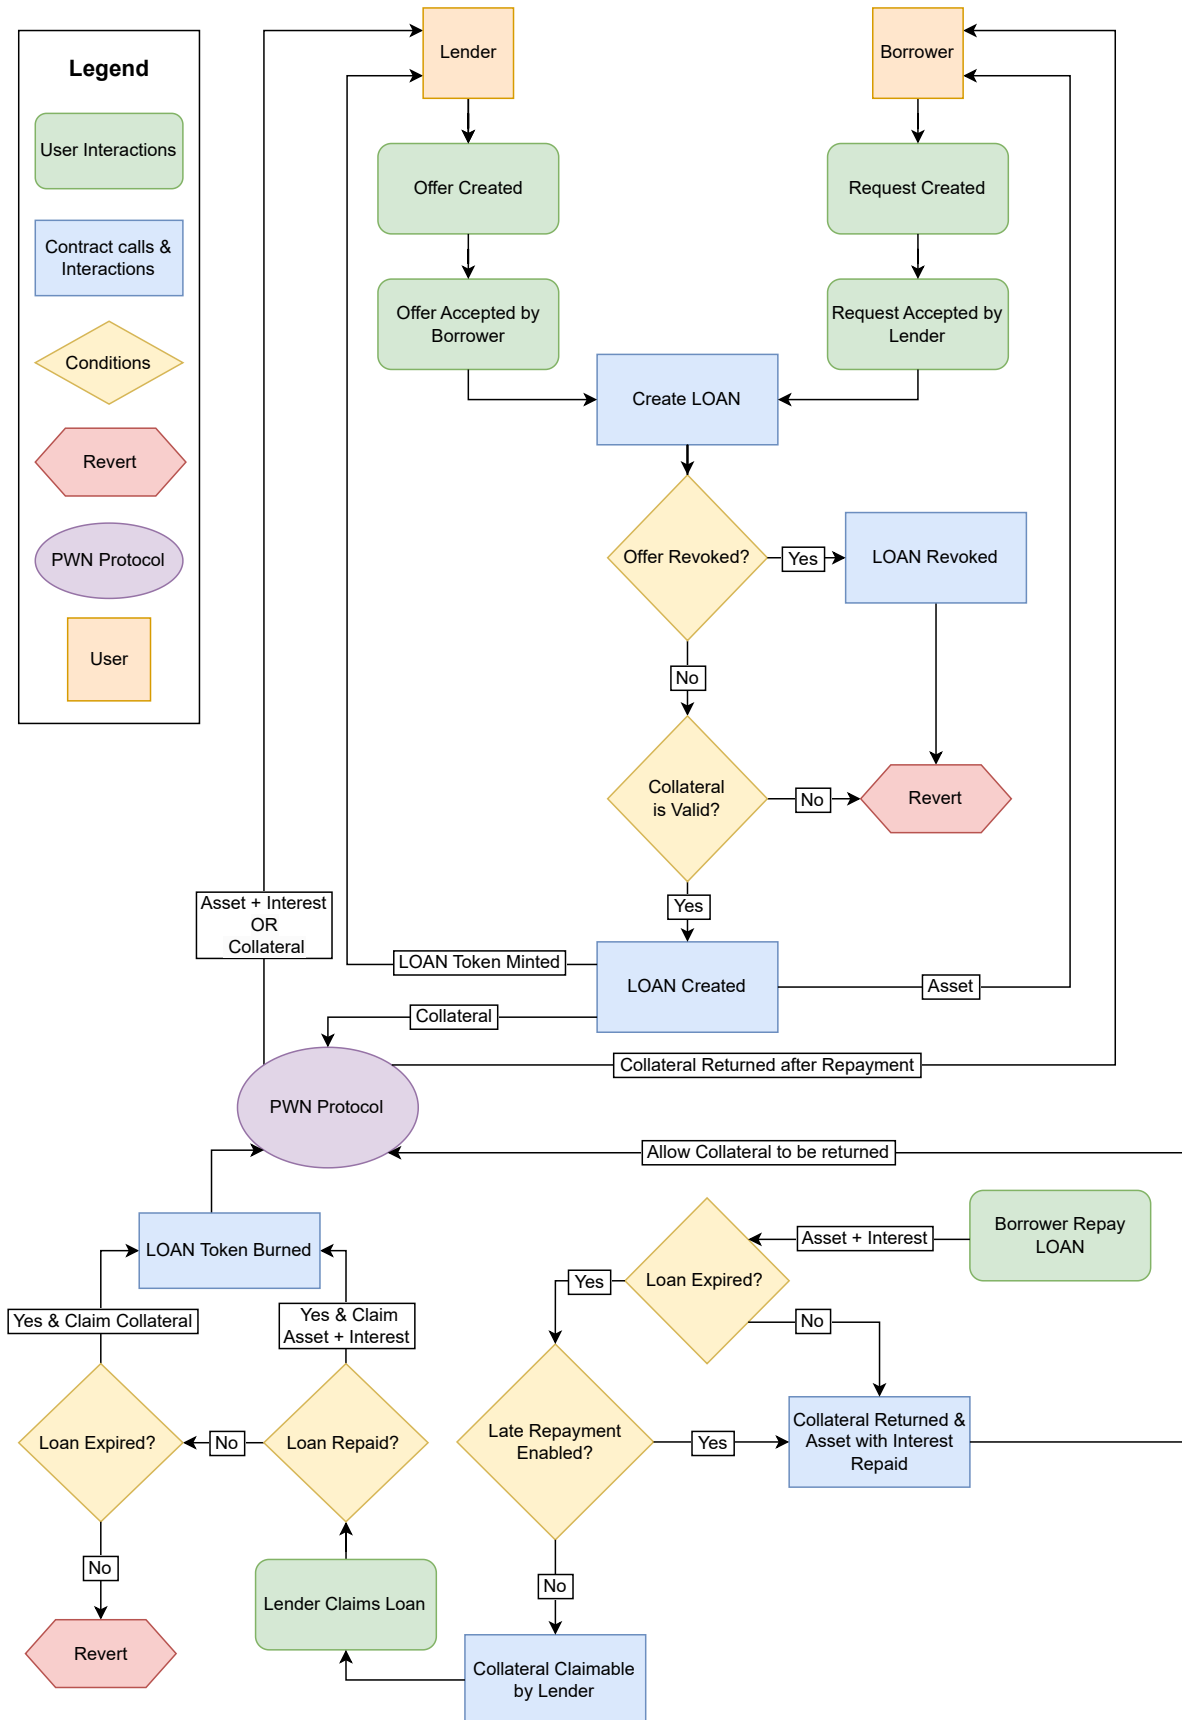 Legend
User Interactions
Contract calls &
Interactions
Conditions
Revert
PWN Protocol
User
Lender
Borrower
Offer Created
Request Created
Offer Accepted by
Borrower
Request Accepted by
Lender
Create LOAN
Offer Revoked?
Yes
LOAN Revoked
No
Collateral
is Valid?
No
Revert
Yes
Asset + Interest
OR
Collateral
LOAN Token Minted
LOAN Created
Asset
Collateral
Collateral Returned after Repayment
PWN Protocol
Allow Collateral to be returned
LOAN Token Burned
Borrower Repay
LOAN
Asset + Interest
Loan Expired?
Yes
No
Yes & Claim Collateral
Yes & Claim
Asset + Interest
Loan Expired?
No
Loan Repaid?
Late Repayment
Enabled?
Yes
Collateral Returned &
Asset with Interest
Repaid
No
No
Lender Claims Loan
Revert
Collateral Claimable
by Lender